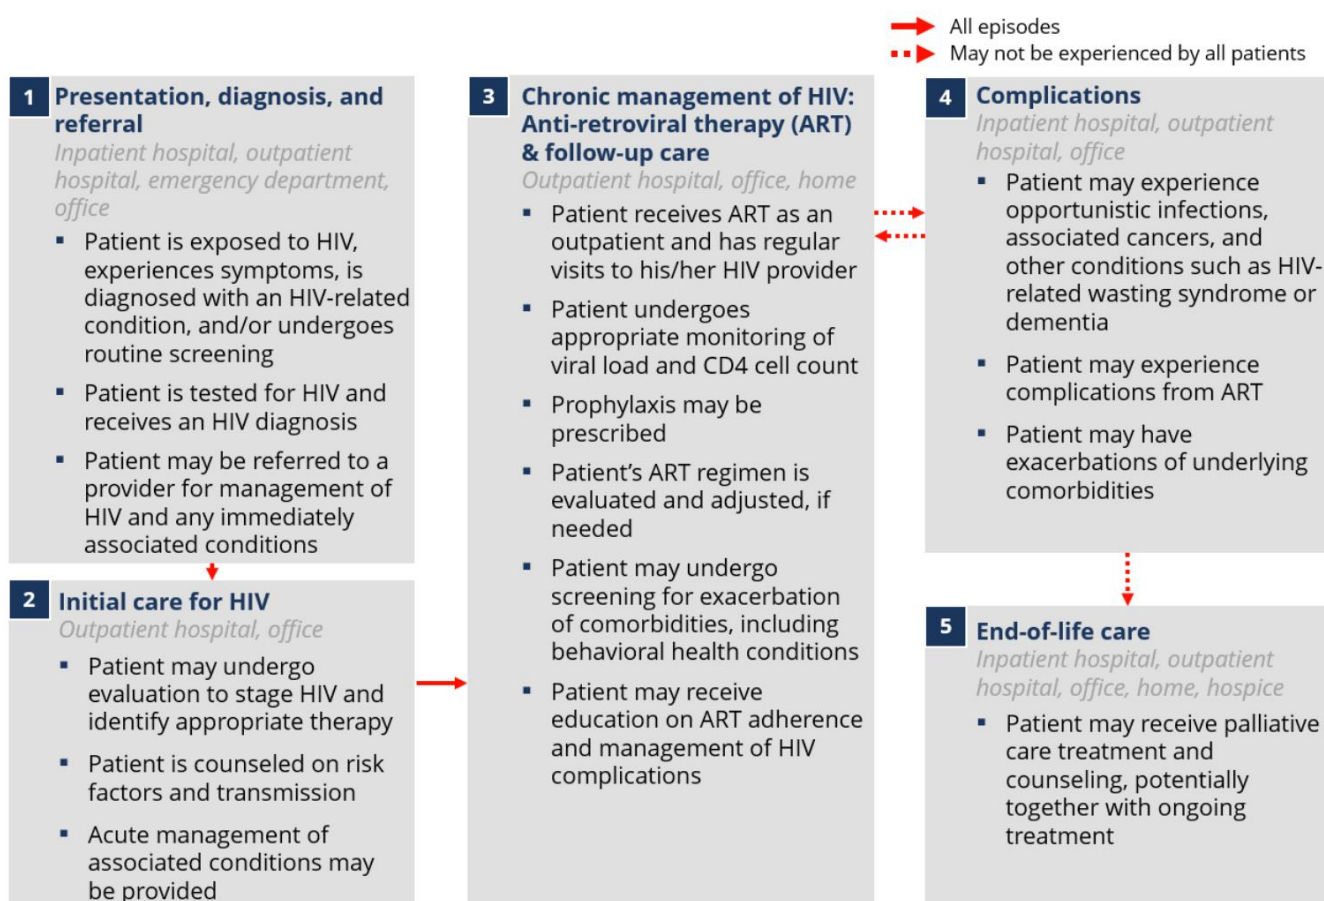 All episodes
May not be experienced by all patients
1 Presentation, diagnosis, and
referral
Inpatient hospital, outpatient
hospital, emergency department,
office
▪ Patient is exposed to HIV,
experiences symptoms, is
diagnosed with an HIV-related
condition, and/or undergoes
routine screening
▪ Patient is tested for HIV and
receives an HIV diagnosis
▪ Patient may be referred to a
provider for management of
HIV and any immediately
associated conditions
2 Initial care for HIV
Outpatient hospital, office
▪ Patient may undergo
evaluation to stage HIV and
identify appropriate therapy
▪ Patient is counseled on risk
factors and transmission
▪ Acute management of
associated conditions may
be provided
3 Chronic management of HIV:
Anti-retroviral therapy (ART)
& follow-up care
Outpatient hospital, office, home
▪ Patient receives ART as an
outpatient and has regular
visits to his/her HIV provider
▪ Patient undergoes
appropriate monitoring of
viral load and CD4 cell count
▪ Prophylaxis may be
prescribed
▪ Patient's ART regimen is
evaluated and adjusted, if
needed
▪ Patient may undergo
screening for exacerbation
of comorbidities, including
behavioral health conditions
▪ Patient may receive
education on ART adherence
and management of HIV
complications
4 Complications
Inpatient hospital, outpatient
hospital, office
▪ Patient may experience
opportunistic infections,
associated cancers, and
other conditions such as HIV-
related wasting syndrome or
dementia
▪ Patient may experience
complications from ART
▪ Patient may have
exacerbations of underlying
comorbidities
5 End-of-life care
Inpatient hospital, outpatient
hospital, office, home, hospice
▪ Patient may receive palliative
care treatment and
counseling, potentially
together with ongoing
treatment